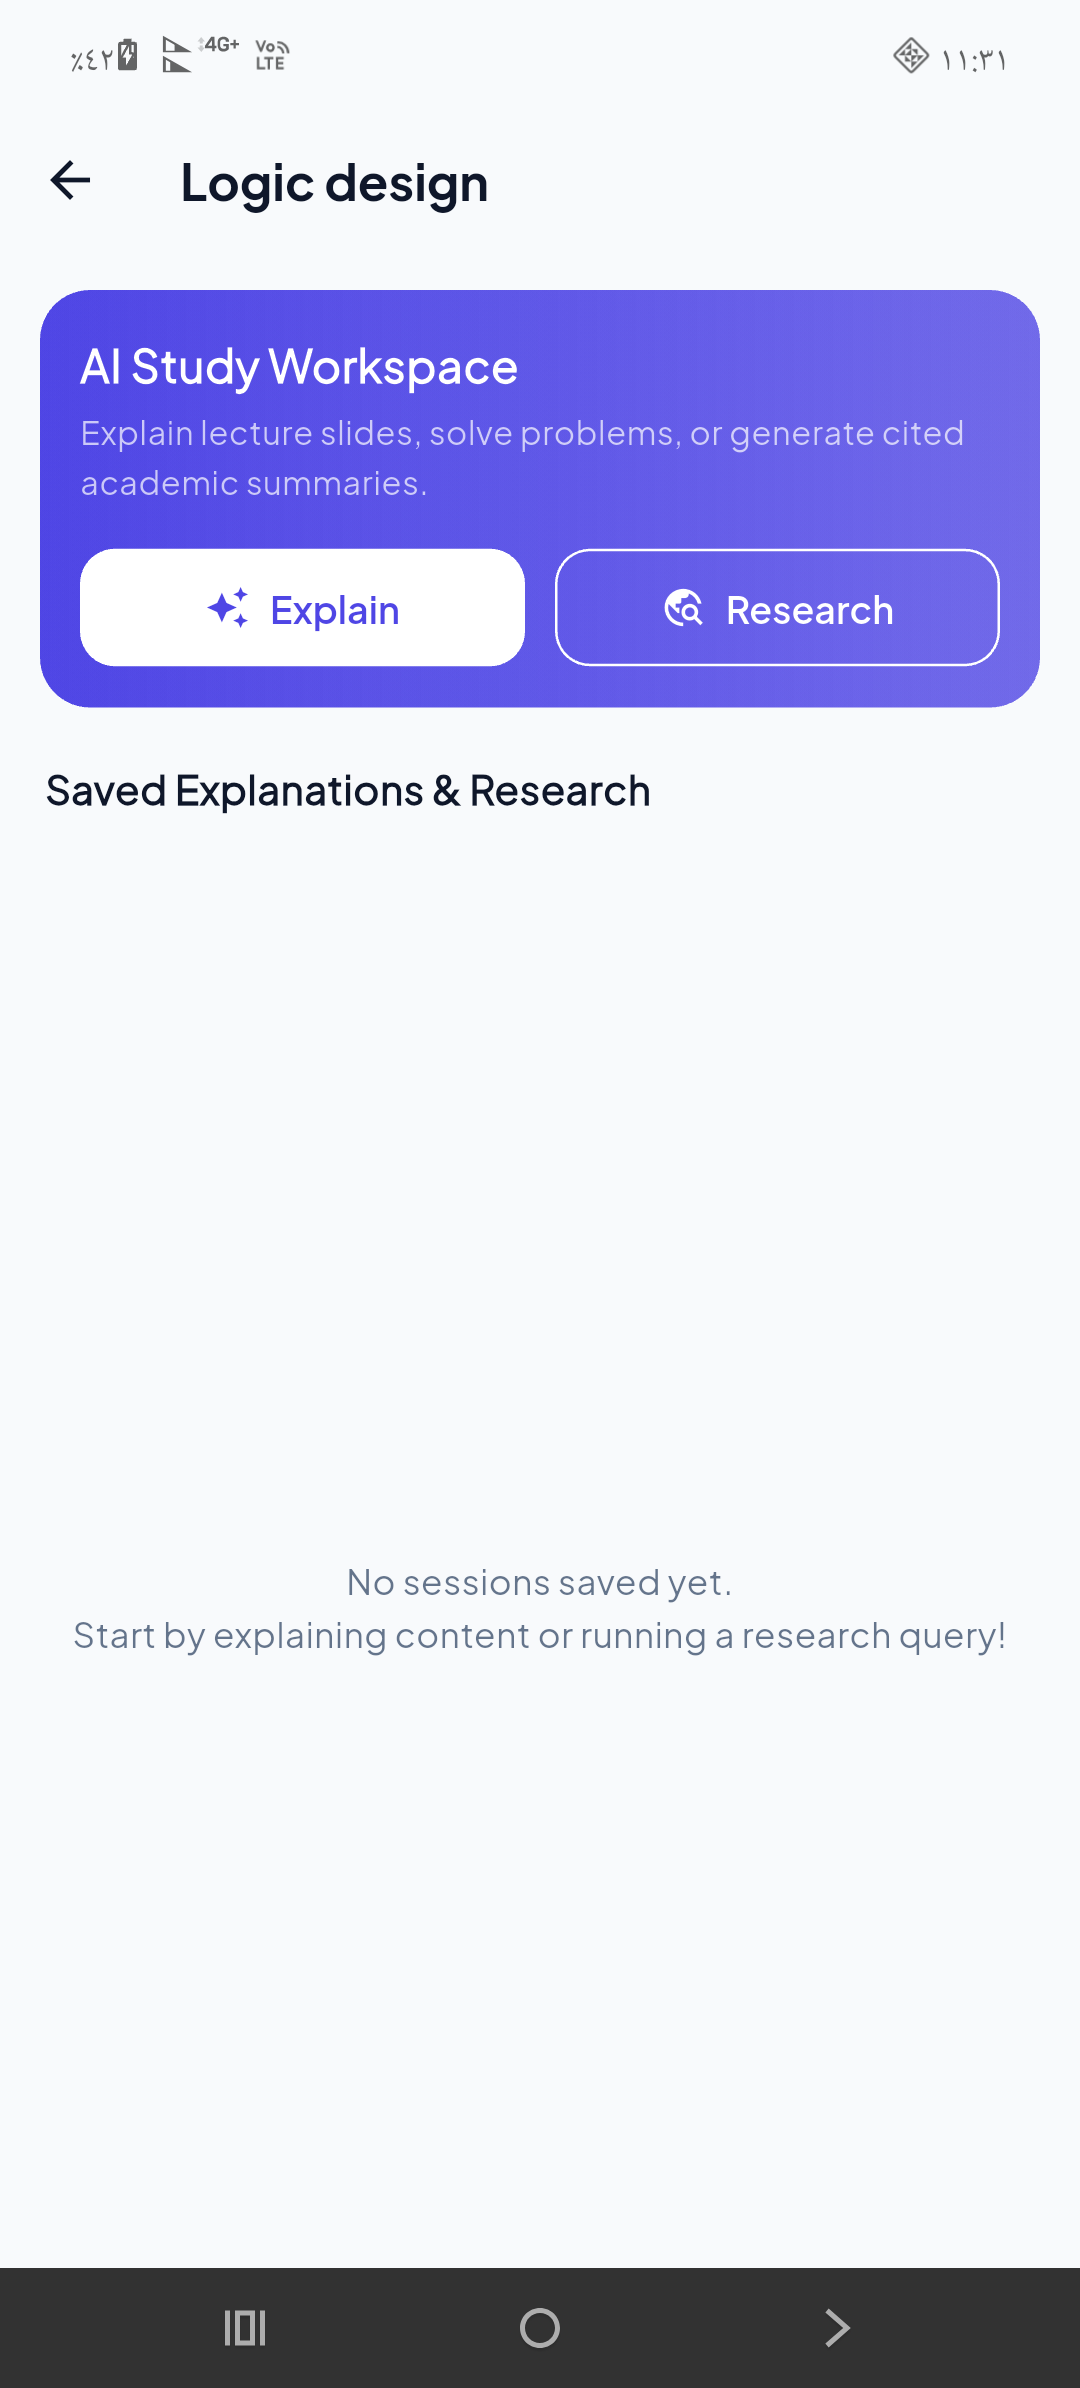 ٪٤٢
4G+
Vo
LTE
١١:٣١
Logic design
AI Study Workspace
Explain lecture slides, solve problems, or generate cited
academic summaries.
Explain
Research
Saved Explanations & Research
No sessions saved yet.
Start by explaining content or running a research query!